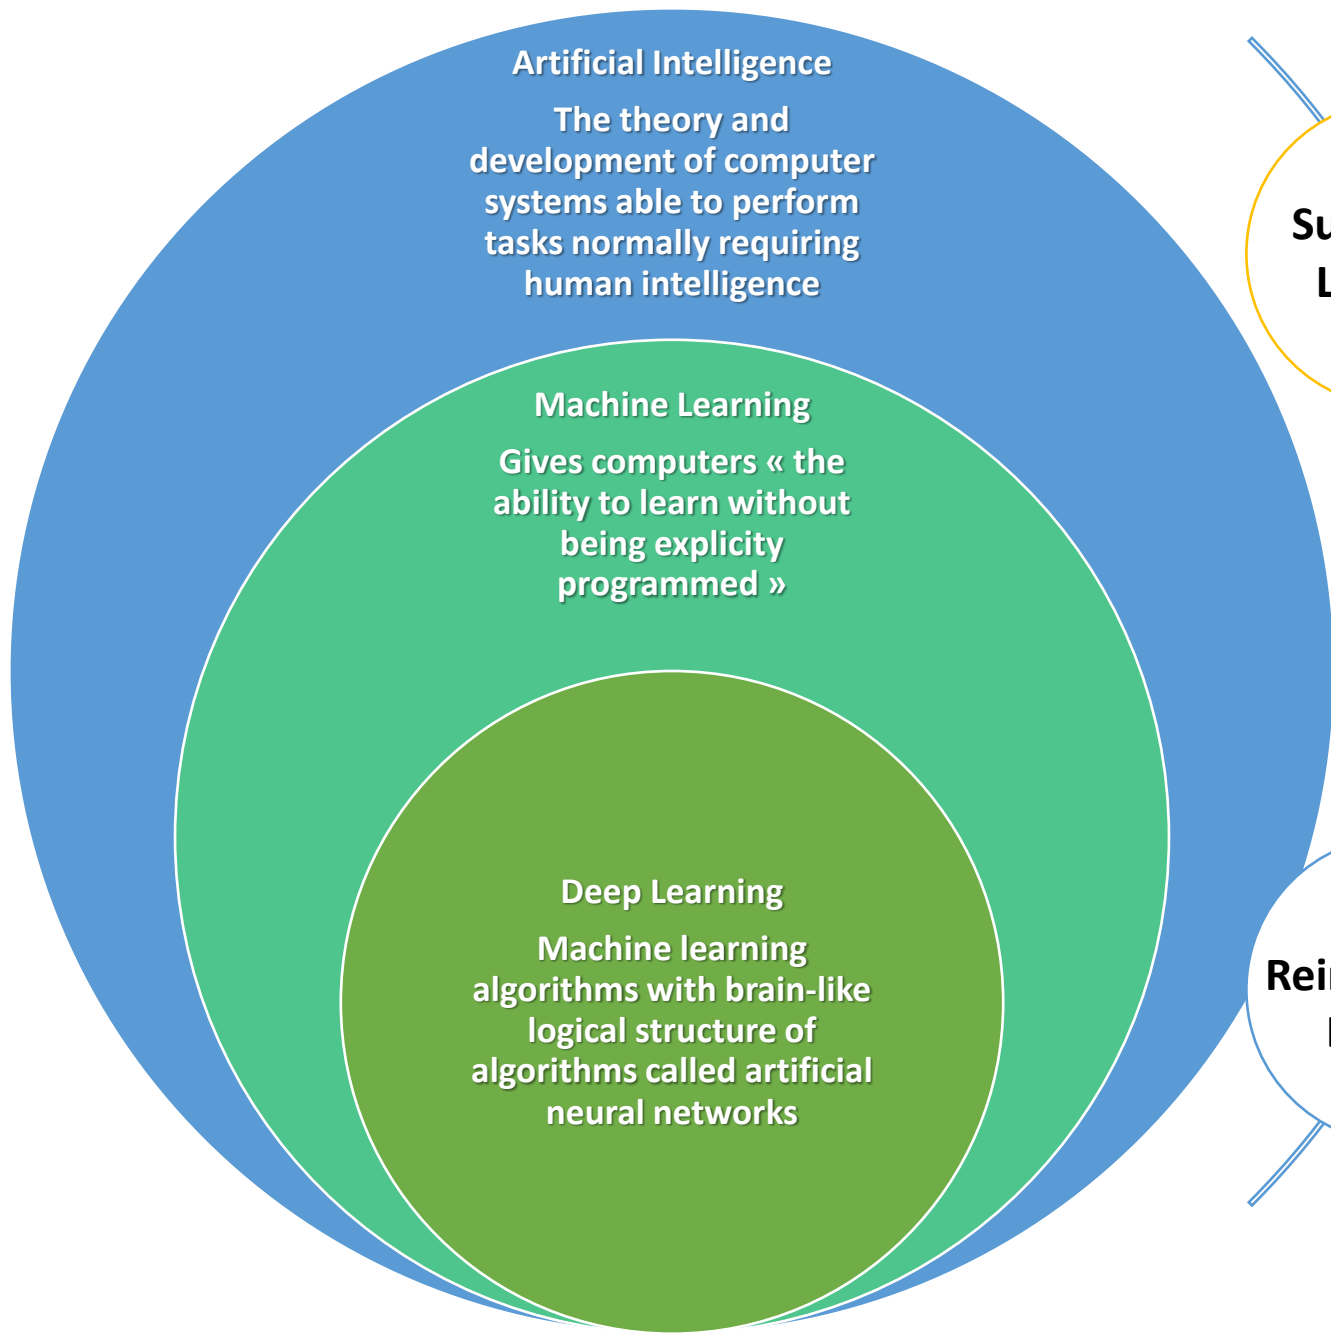 Artificial Intelligence
The theory and
development of computer
systems able to perform
tasks normally requiring
human intelligence
Machine Learning
Gives computers « the
ability to learn without
being explicity
programmed »
Deep Learning
Machine learning
algorithms with brain-like
logical structure of
algorithms called artificial
neural networks
Su
L
Rei